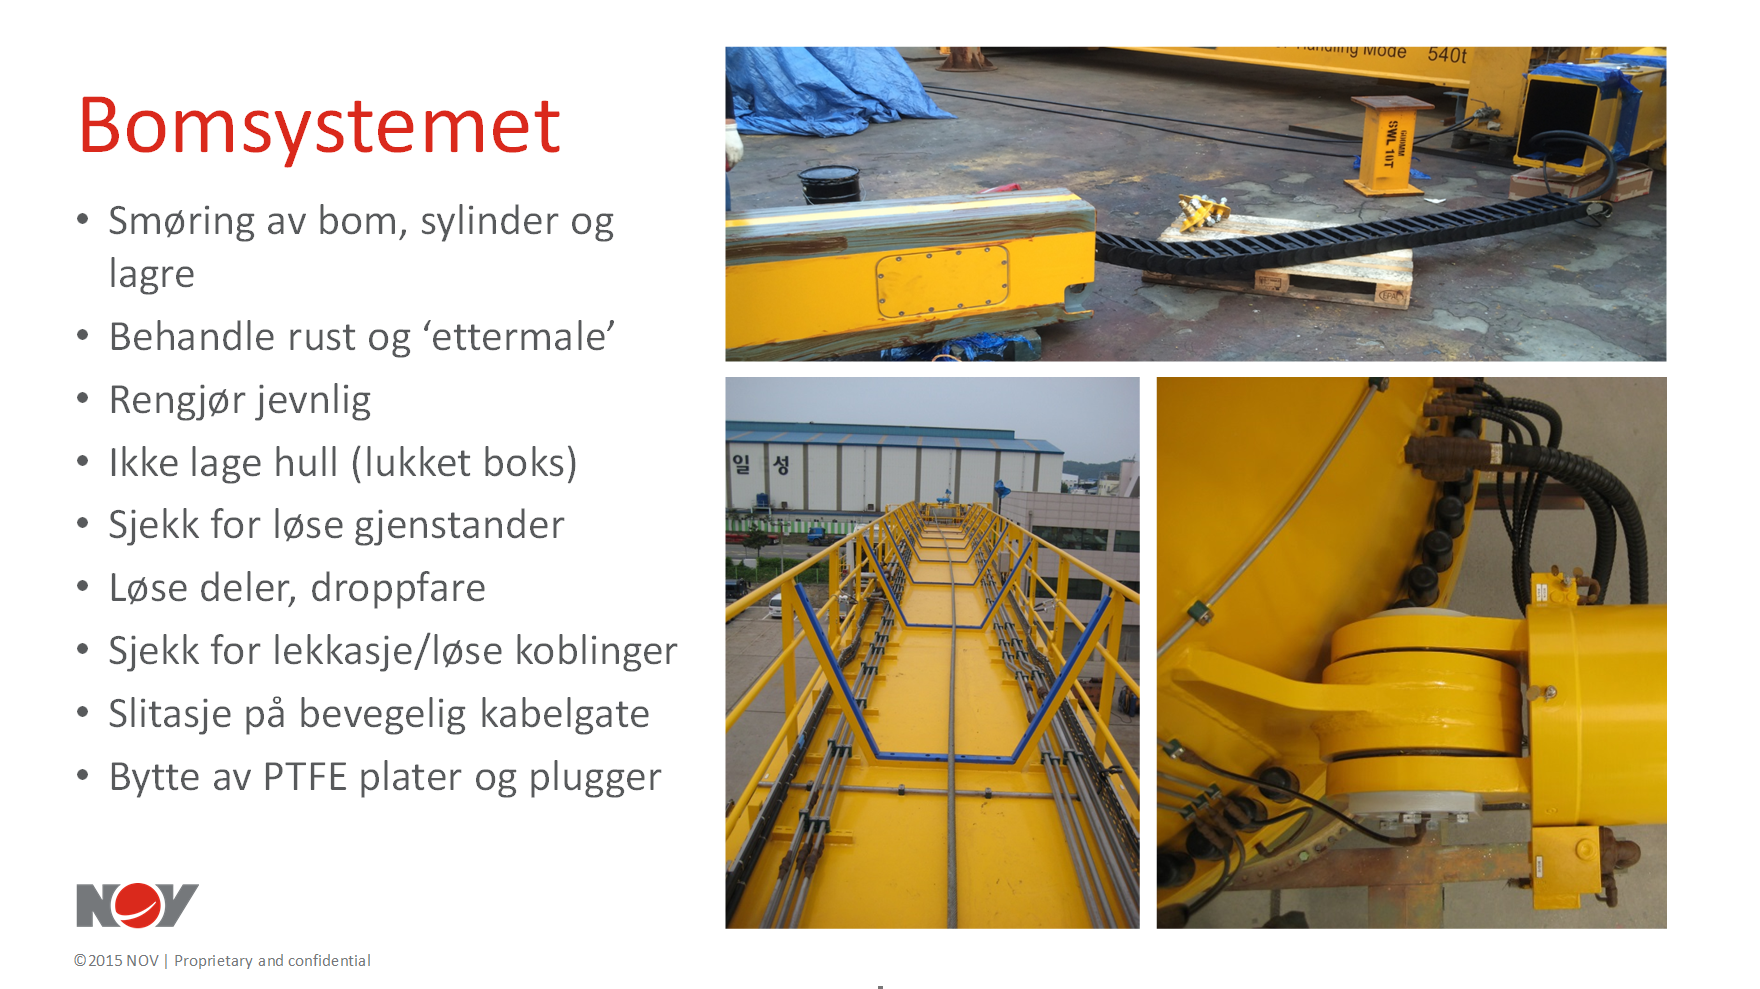 Bomsystemet
• Smøring av bom, sylinder og
lagre
• Behandle rust og ‘ettermale’
• Rengjør jevnlig
• Ikke lage hull (lukket boks)
• Sjekk for løse gjenstander
• Løse deler, droppfare
• Sjekk for lekkasje/løse koblinger
• Slitasje på bevegelig kabelgate
• Bytte av PTFE plater og plugger
Handling Mode 540t
SWL 10T
일성
NOV
©2015 NOV | Proprietary and confidential